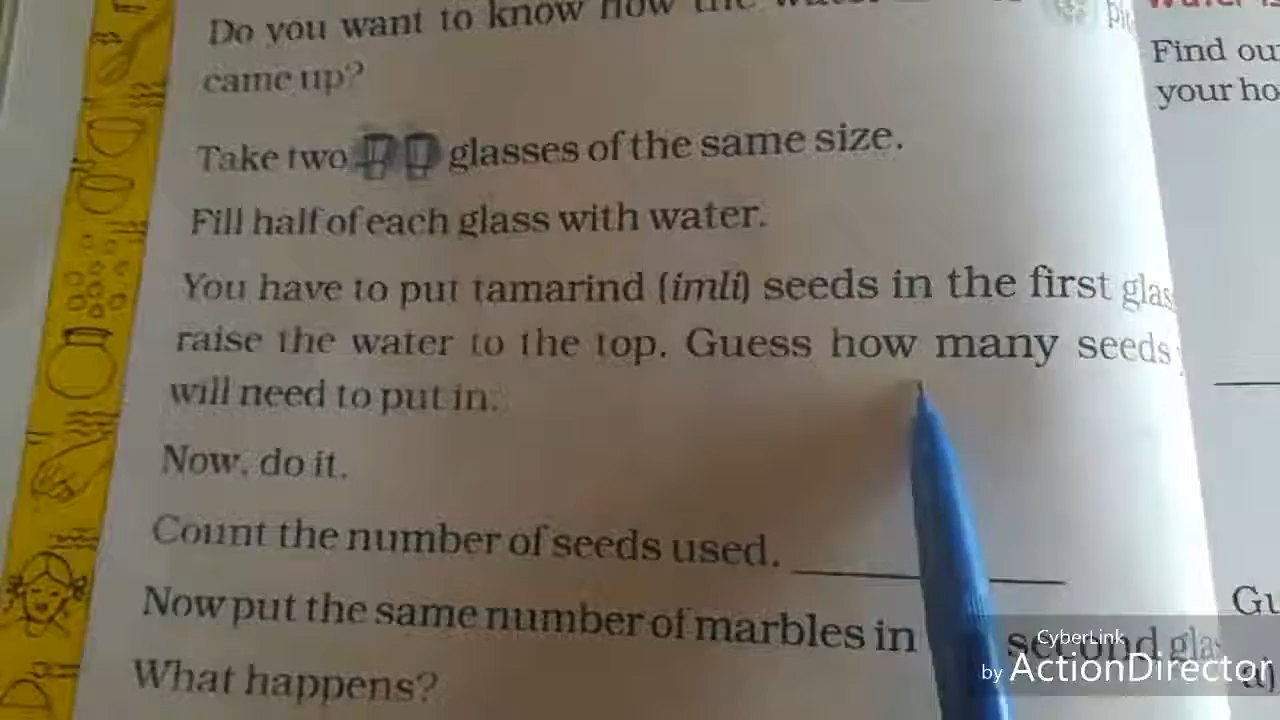 Do you want to know how the water
came up?
Take two glasses of the same size.
Fill half of each glass with water.
You have to put tamarind (imli) seeds in the first glas
raise the water to the top. Guess how many seeds
will need to put in.
Now, do it.
Count the number of seeds used.
Now put the same number of marbles in second gla
What happens?
Find ou
your ho
Gu
a)
CyberLink
by ActionDirector